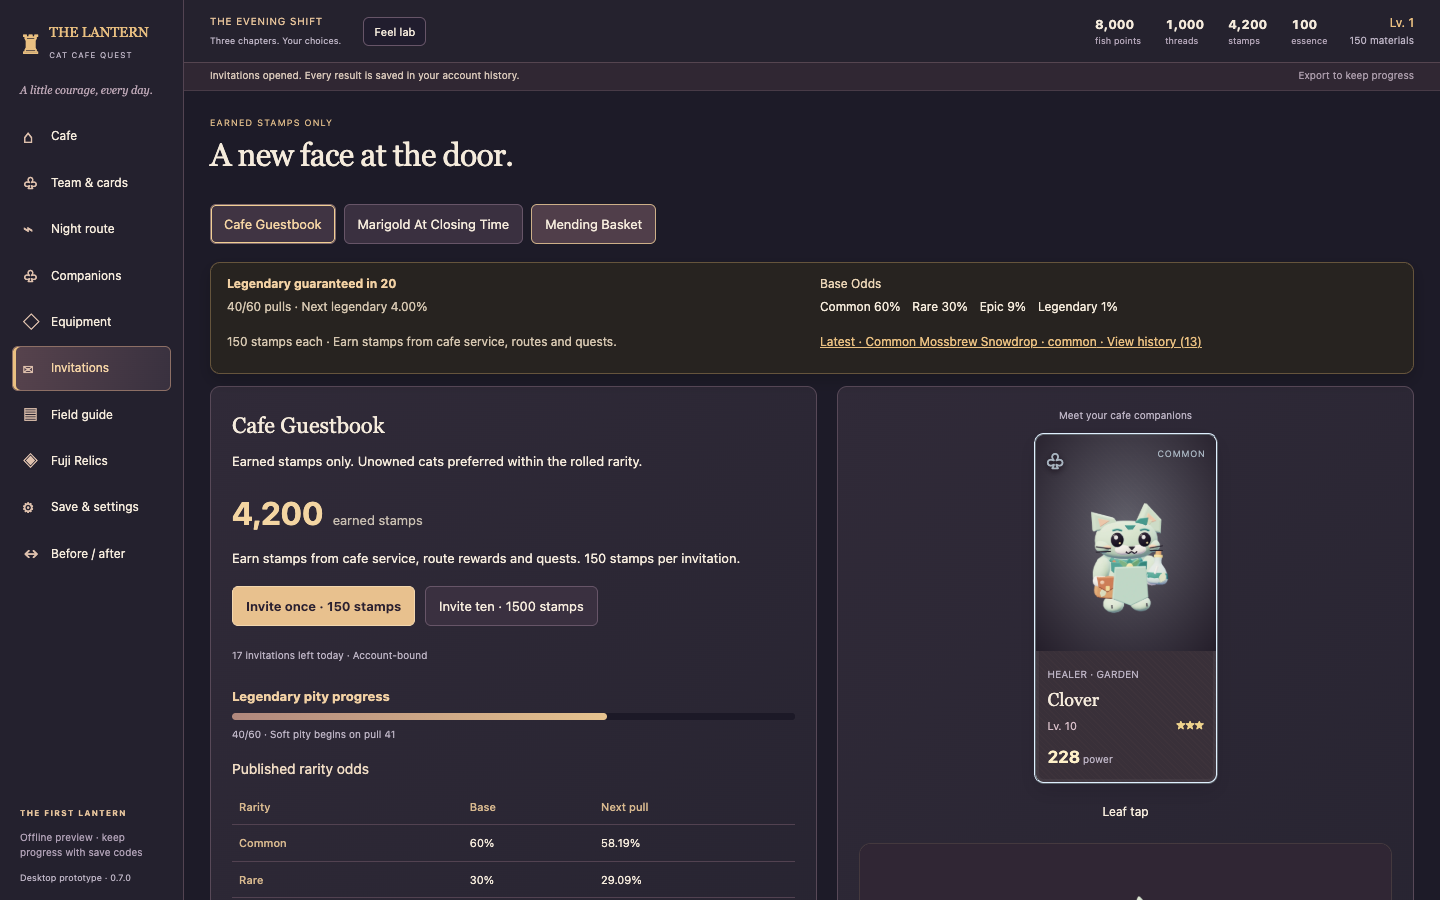 THE LANTERN
CAT CAFE QUEST
A little courage, every day.
Cafe
Team & cards
Night route
Companions
Equipment
Invitations
Field guide
Fuji Relics
Save & settings
Before / after
THE FIRST LANTERN
Offline preview · keep
progress with save codes
Desktop prototype · 0.7.0
THE EVENING SHIFT
Three chapters. Your choices.
Feel lab
8,000
fish points
1,000
threads
4,200
stamps
100
essence
Lv. 1
150 materials
Invitations opened. Every result is saved in your account history.
Export to keep progress
EARNED STAMPS ONLY
A new face at the door.
Cafe Guestbook
Marigold At Closing Time
Mending Basket
Legendary guaranteed in 20
40/60 pulls · Next legendary 4.00%
150 stamps each · Earn stamps from cafe service, routes and quests.
Base Odds
Common 60% Rare 30% Epic 9% Legendary 1%
Latest · Common Mossbrew Snowdrop · common · View history (13)
Cafe Guestbook
Earned stamps only. Unowned cats preferred within the rolled rarity.
4,200 earned stamps
Earn stamps from cafe service, route rewards and quests. 150 stamps per invitation.
Invite once · 150 stamps
Invite ten · 1500 stamps
17 invitations left today · Account-bound
Legendary pity progress
40/60 · Soft pity begins on pull 41
Published rarity odds
Rarity Base Next pull
Common 60% 58.19%
Rare 30% 29.09%
Meet your cafe companions
COMMON
HEALER · GARDEN
Clover
Lv. 10
228 power
Leaf tap